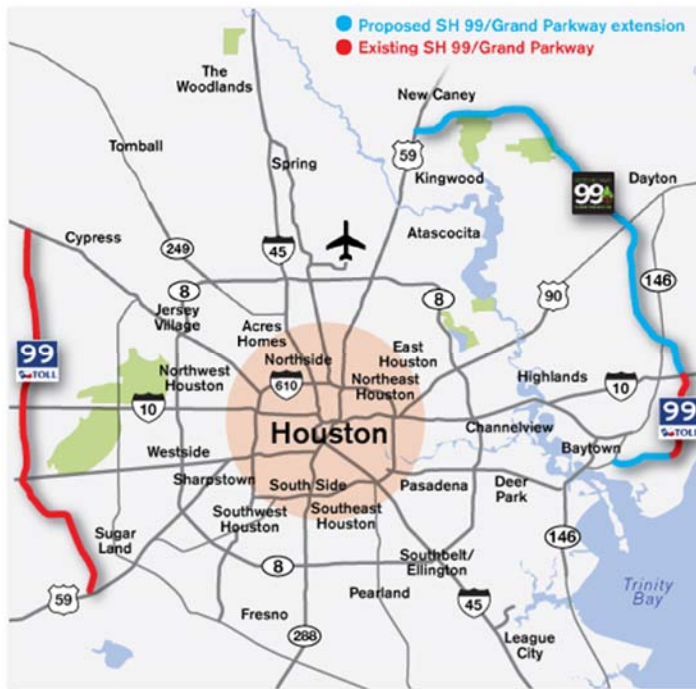 Proposed SH 99/Grand Parkway extension
Existing SH 99/Grand Parkway
The
Woodlands
New Caney
Tomball
Spring
59
Kingwood
99
Dayton
Cypress
249
45
Atascocita
8
8
90
146
Jersey
Village
Acres
Homes
Northside
East
Houston
99
TOLL
Northwest
Houston
610
Northeast
Houston
Highlands
10
10
Houston
Channelview
99
TOLL
Westside
Baytown
Sharpstown
South Side
Pasadena
Deer
Park
Southwest
Houston
Southeast
Houston
Sugar
Land
146
8
Southbelt/
Ellington
59
Trinity
Bay
Fresno
Pearland
45
288
League
City